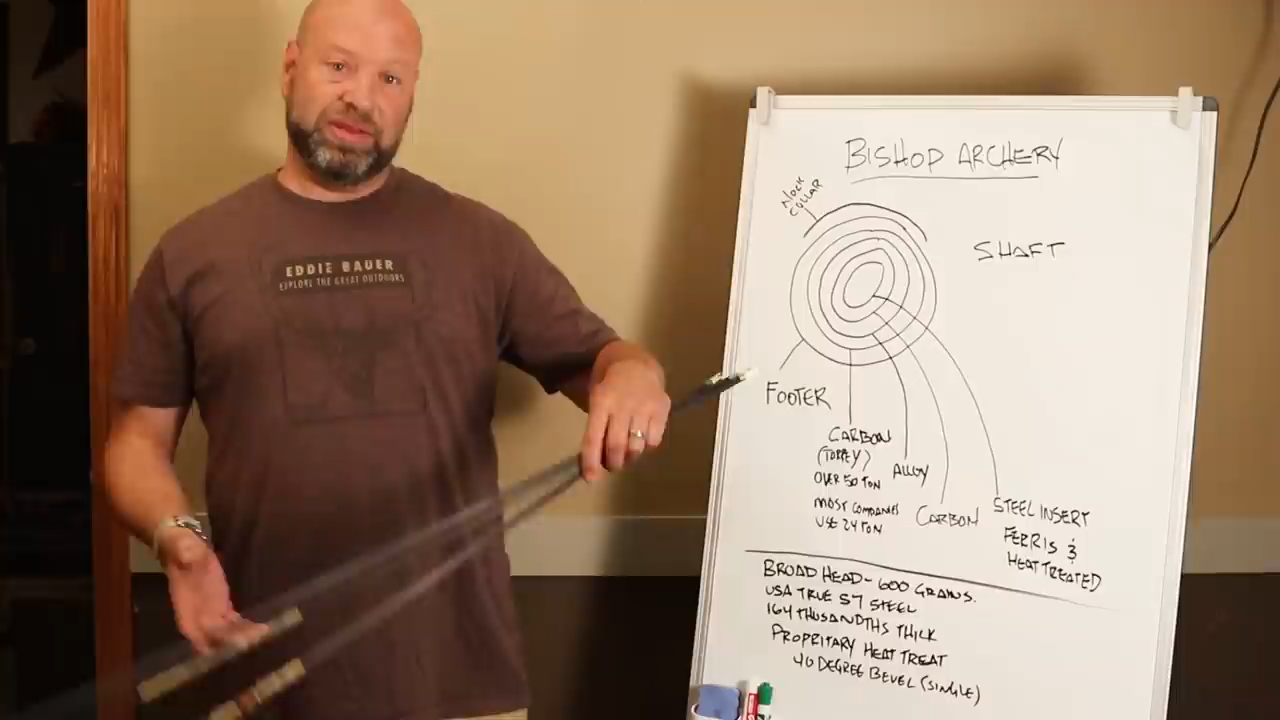 EDDIE BAUER
EXPLORE THE GREAT OUTDOORS
BISHOP ARCHERY
NOCK
COLLAR
SHAFT
FOOTER
CARBON
(TORREY)
OVER 50 TON
MOST COMPANIES
USE 24 TON
ALLOY
CARBON
STEEL INSERT
FERRIS &
HEAT TREATED
BROAD HEAD - 600 GRAINS.
USA TRUE S7 STEEL
164 THUSANDTHS THICK
PROPRITARY HEAT TREAT
40 DEGREE BEVEL (SINGLE)